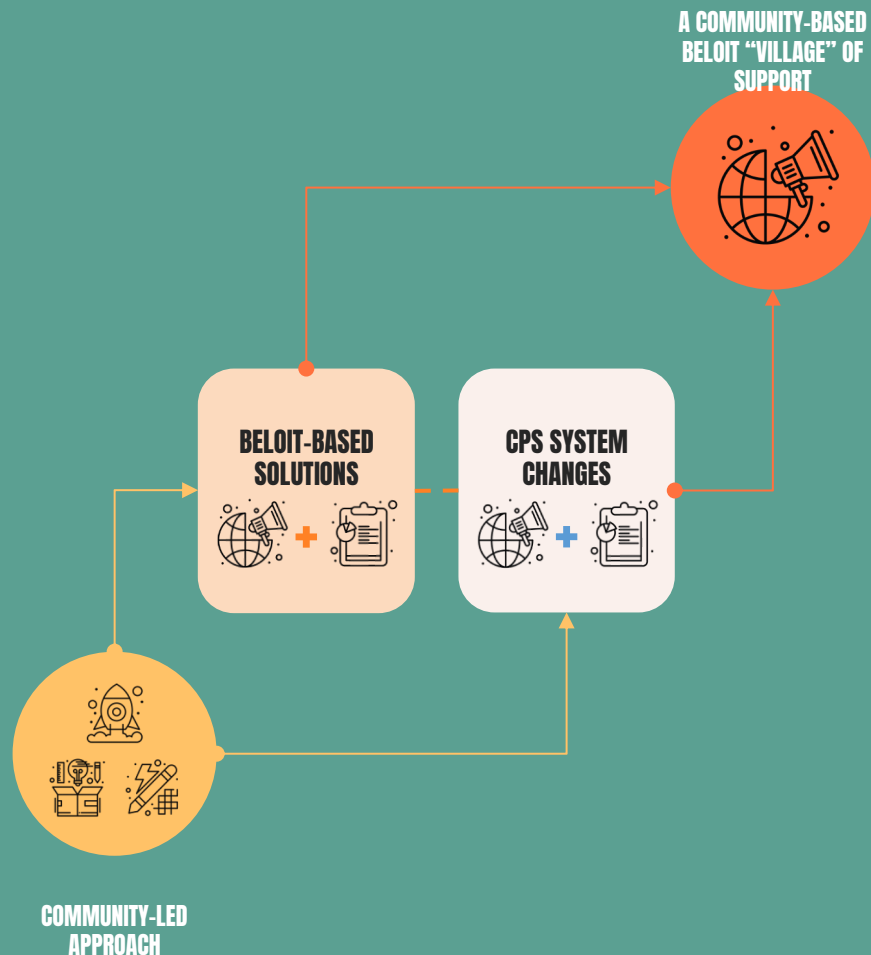 A COMMUNITY-BASED
BELOIT “VILLAGE” OF
SUPPORT
BELOIT-BASED
SOLUTIONS
CPS SYSTEM
CHANGES
COMMUNITY-LED
APPROACH